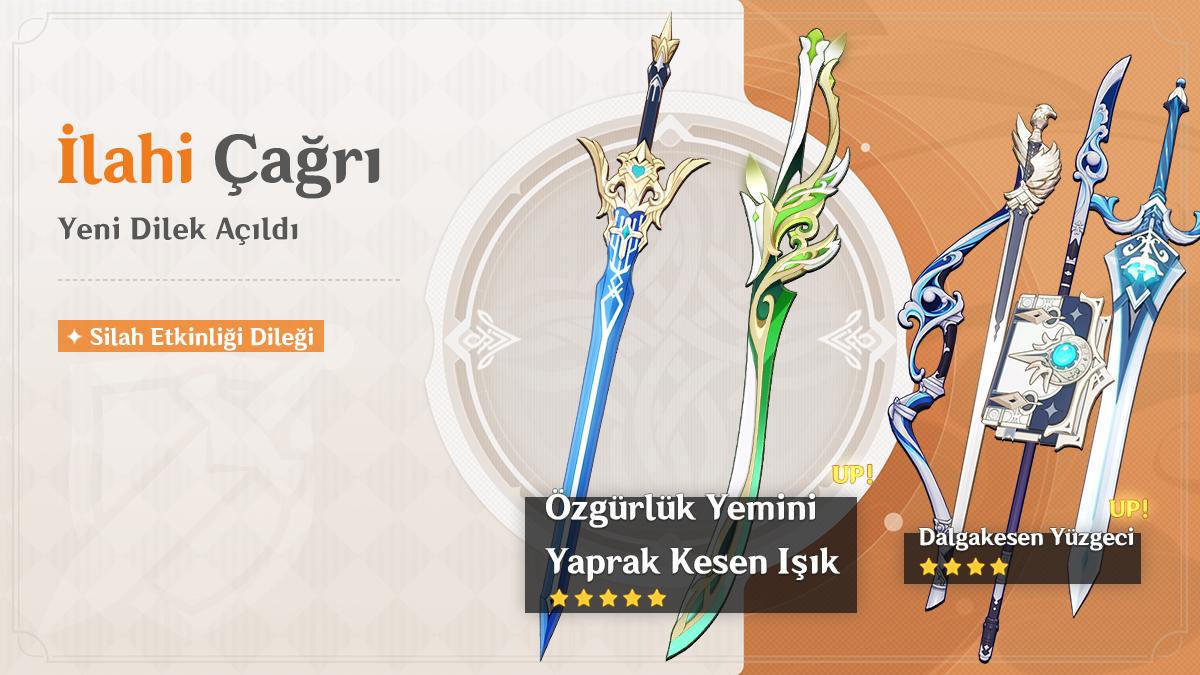 İlahi Çağrı
Yeni Dilek Açıldı
✦ Silah Etkinliği Dileği
UP!
Özgürlük Yemini
Yaprak Kesen Işık
UP!
Dalgakesen Yüzgeci